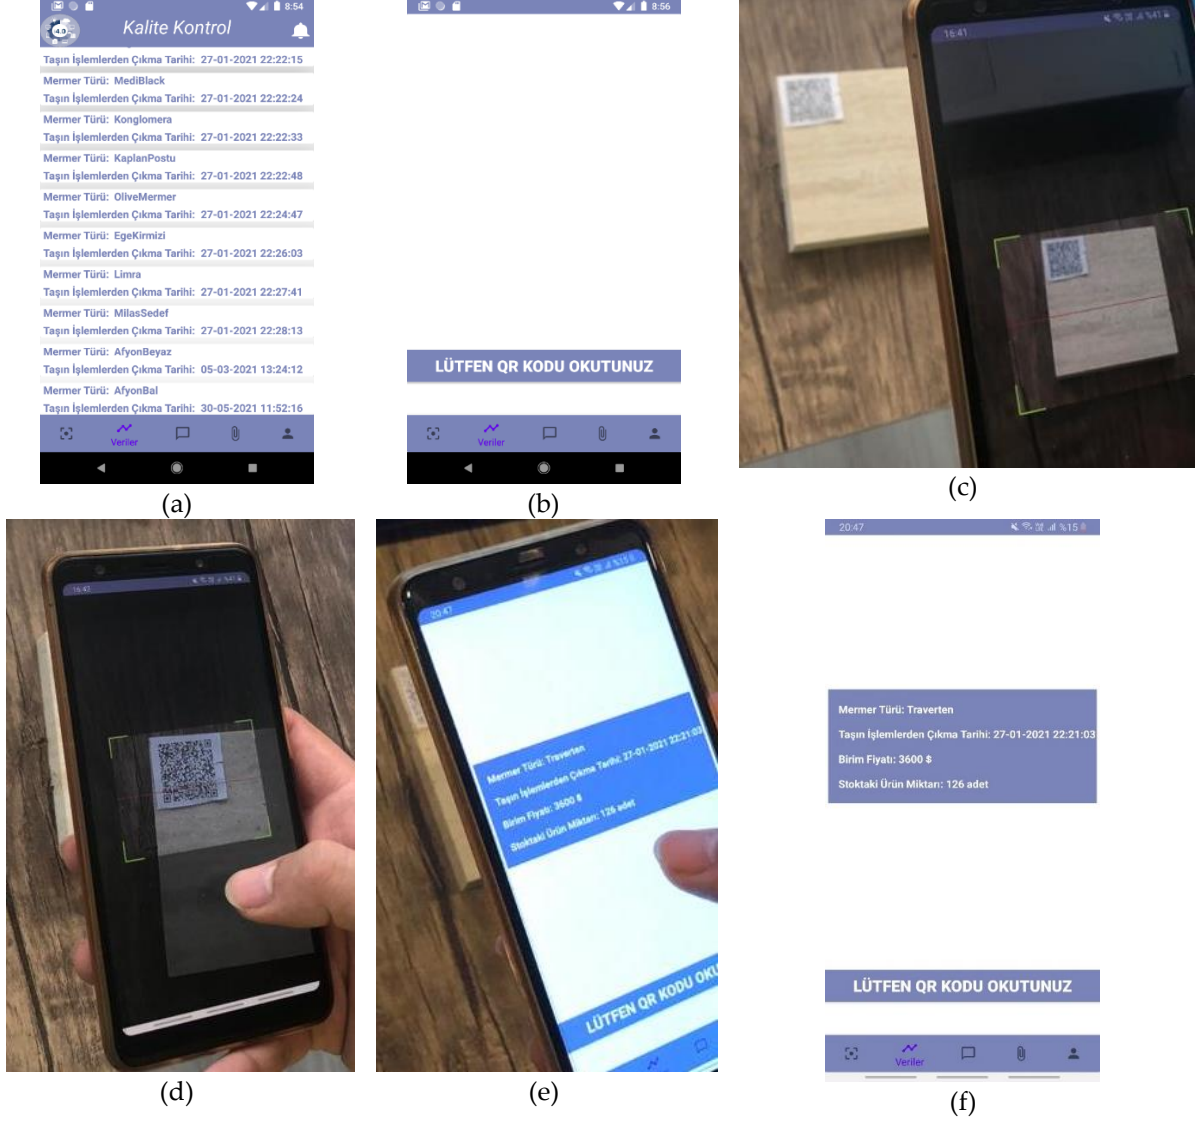 8:54
4.0
Kalite Kontrol
Taşın İşlemlerden Çıkma Tarihi: 27-01-2021 22:22:15
Mermer Türü: MediBlack
Taşın İşlemlerden Çıkma Tarihi: 27-01-2021 22:22:24
Mermer Türü: Konglomera
Taşın İşlemlerden Çıkma Tarihi: 27-01-2021 22:22:33
Mermer Türü: KaplanPostu
Taşın İşlemlerden Çıkma Tarihi: 27-01-2021 22:22:48
Mermer Türü: OliveMermer
Taşın İşlemlerden Çıkma Tarihi: 27-01-2021 22:24:47
Mermer Türü: EgeKirmizi
Taşın İşlemlerden Çıkma Tarihi: 27-01-2021 22:26:03
Mermer Türü: Limra
Taşın İşlemlerden Çıkma Tarihi: 27-01-2021 22:27:41
Mermer Türü: MilasSedef
Taşın İşlemlerden Çıkma Tarihi: 27-01-2021 22:28:13
Mermer Türü: AfyonBeyaz
Taşın İşlemlerden Çıkma Tarihi: 05-03-2021 13:24:12
Mermer Türü: AfyonBal
Taşın İşlemlerden Çıkma Tarihi: 30-05-2021 11:52:16
Veriler
(a)
8:56
LÜTFEN QR KODU OKUTUNUZ
Veriler
(b)
16:41
%41
(c)
16:42
%41
(d)
20:47
%15
Mermer Türü: Traverten
Taşın İşlemlerden Çıkma Tarihi: 27-01-2021 22:21:03
Birim Fiyatı: 3600 $
Stoktaki Ürün Miktarı: 126 adet
LÜTFEN QR KODU OKU
(e)
20:47
%15
Mermer Türü: Traverten
Taşın İşlemlerden Çıkma Tarihi: 27-01-2021 22:21:03
Birim Fiyatı: 3600 $
Stoktaki Ürün Miktarı: 126 adet
LÜTFEN QR KODU OKUTUNUZ
Veriler
(f)